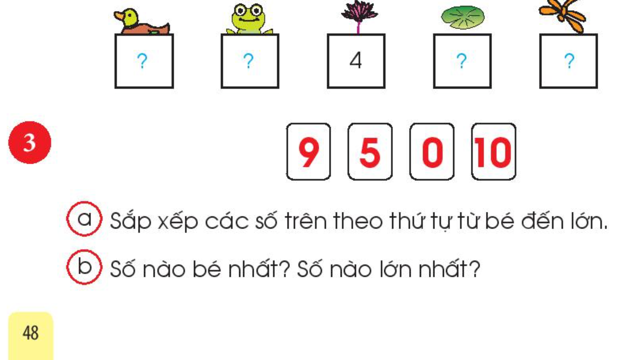 ? ? 4 ? ?
3
9 5 0 10
a Sắp xếp các số trên theo thứ tự từ bé đến lớn.
b Số nào bé nhất? Số nào lớn nhất?
48